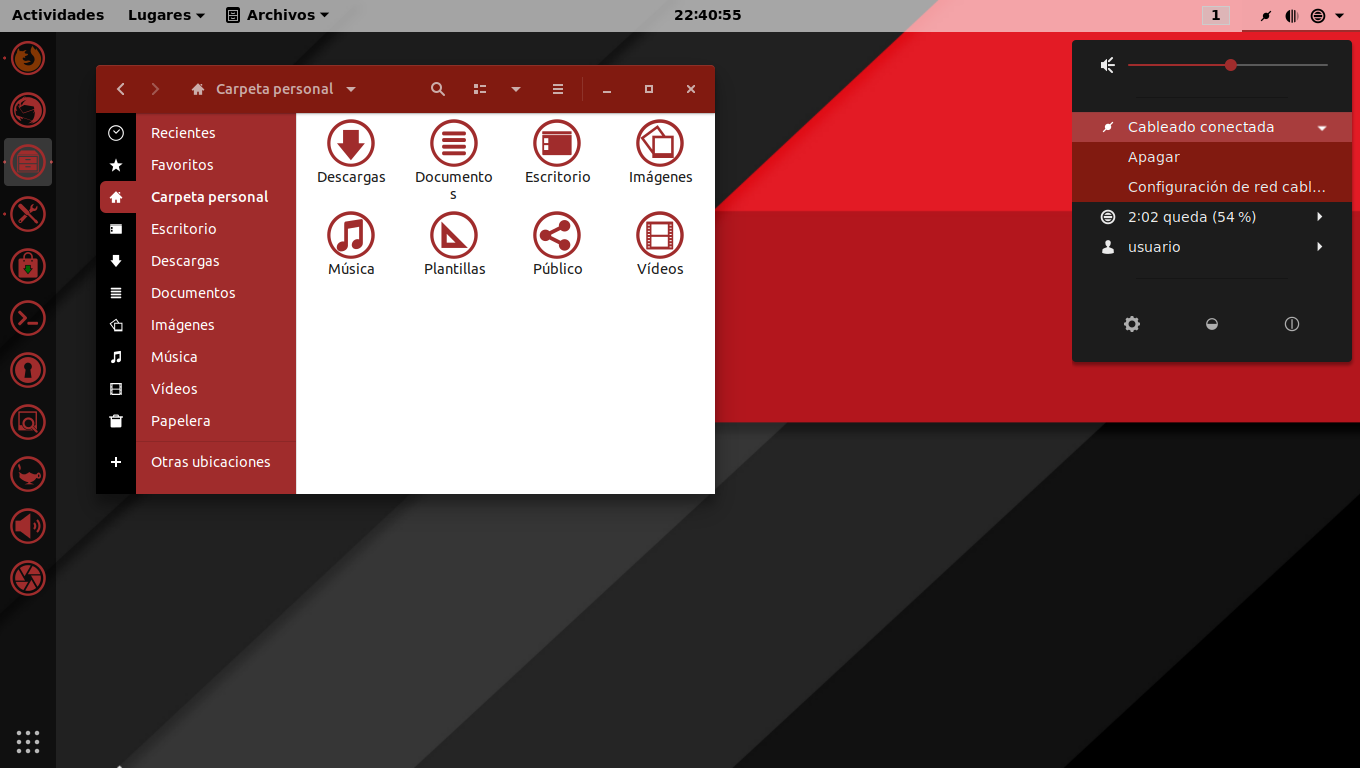 Actividades
Lugares
Archivos
22:40:55
1
Carpeta personal
Recientes
Favoritos
Carpeta personal
Escritorio
Descargas
Documentos
Imágenes
Música
Vídeos
Papelera
Otras ubicaciones
Descargas
Documento
s
Escritorio
Imágenes
Música
Plantillas
Público
Vídeos
Cableado conectada
Apagar
Configuración de red cabl...
2:02 queda (54 %)
usuario